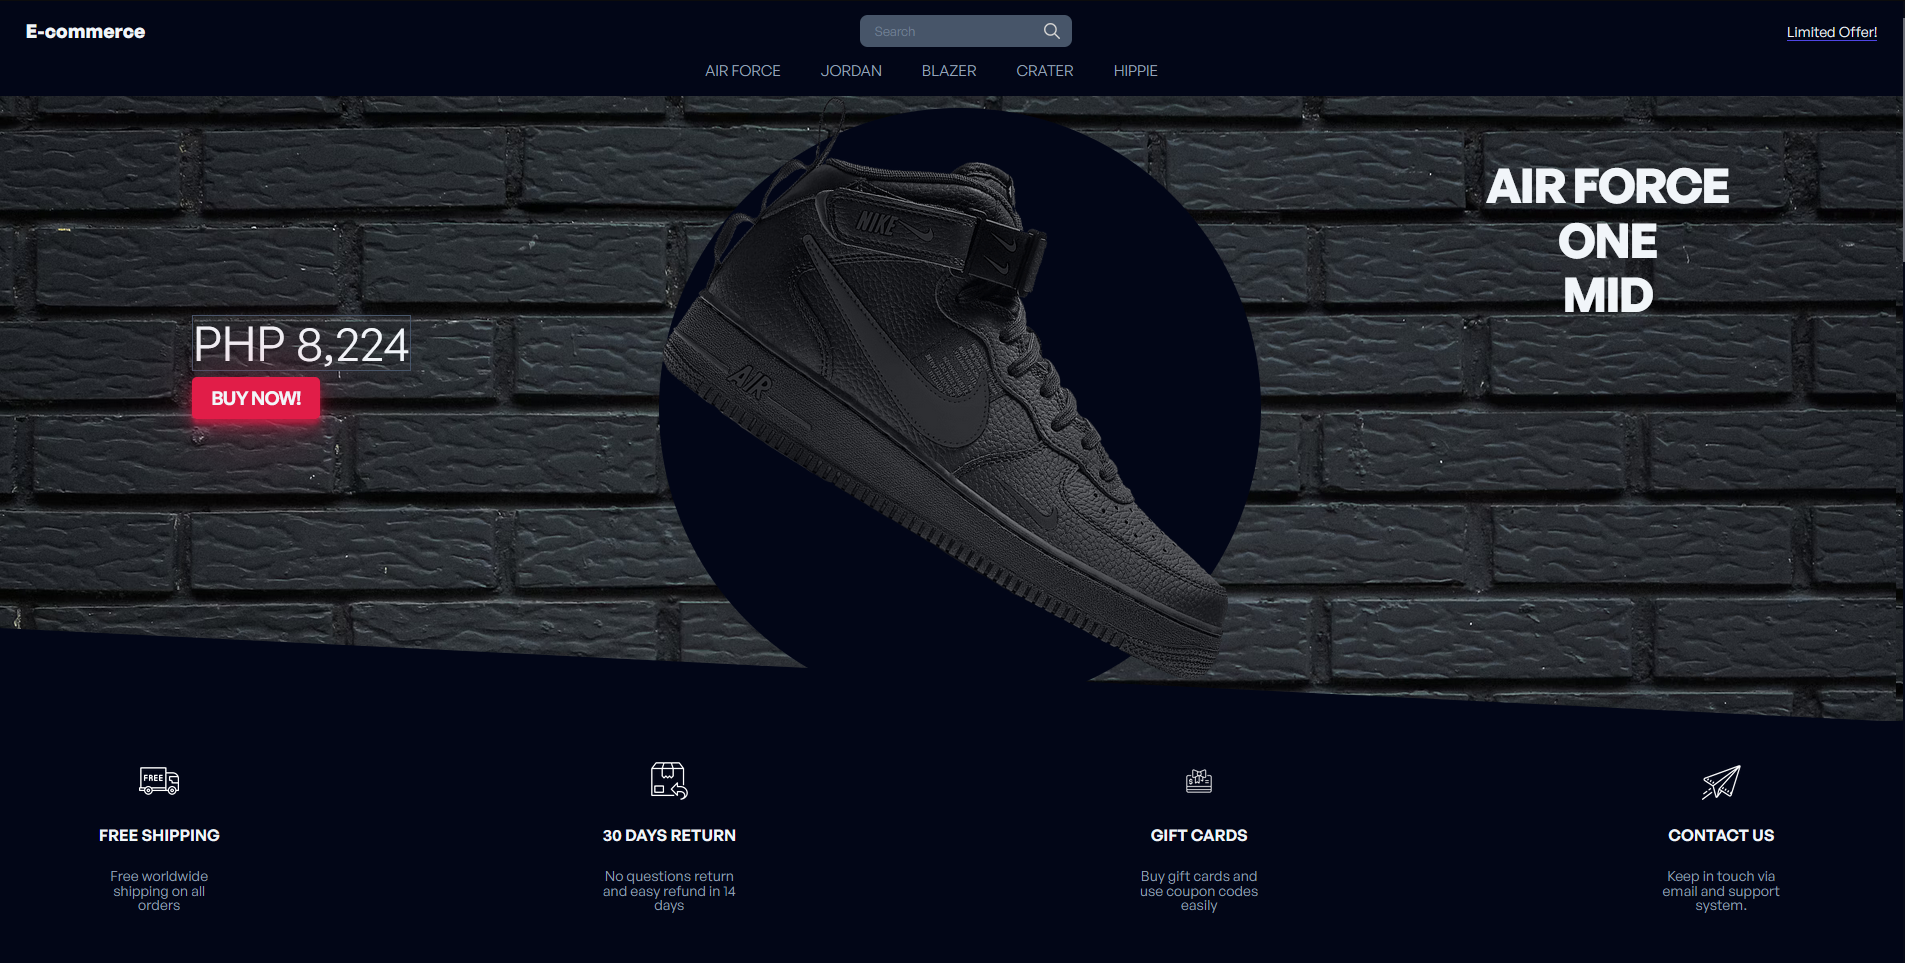 E-commerce
Search
Limited Offer!
AIR FORCE
JORDAN
BLAZER
CRATER
HIPPIE
AIR FORCE
ONE
MID
NIKE
AIR
PHP 8,224
BUY NOW!
FREE
FREE SHIPPING
Free worldwide
shipping on all
orders
30 DAYS RETURN
No questions return
and easy refund in 14
days
GIFT CARDS
Buy gift cards and
use coupon codes
easily
CONTACT US
Keep in touch via
email and support
system.